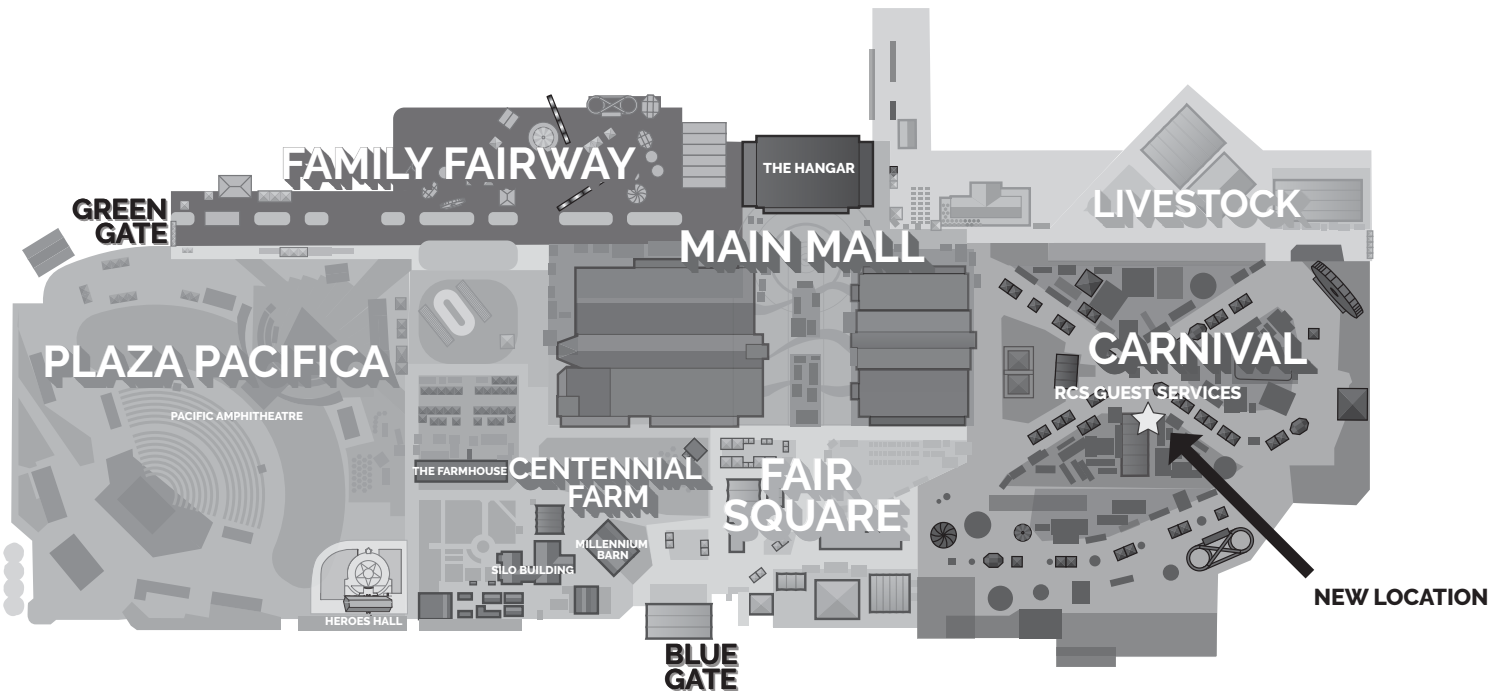 FAMILY FAIRWAY
THE HANGAR
GREEN
GATE
LIVESTOCK
MAIN MALL
PLAZA PACIFICA
CARNIVAL
RCS GUEST SERVICES
PACIFIC AMPHITHEATRE
THE FARMHOUSE
CENTENNIAL
FARM
FAIR
SQUARE
MILLENNIUM
BARN
SILO BUILDING
NEW LOCATION
HEROES HALL
BLUE
GATE